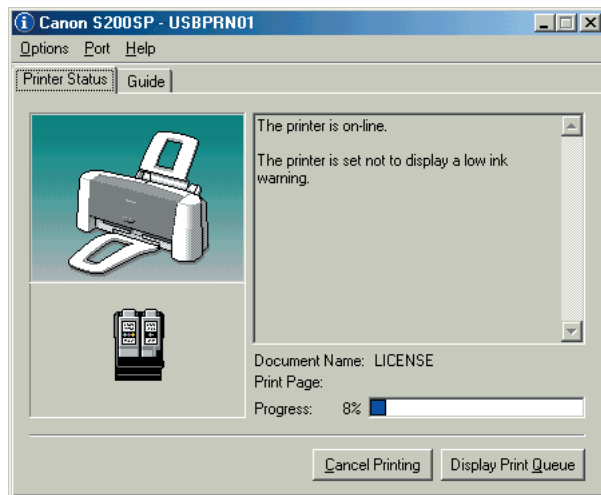 Canon S200SP - USBPRN01
Options Port Help
Printer Status Guide
The printer is on-line.
The printer is set not to display a low ink
warning.
Document Name: LICENSE
Print Page:
Progress: 8%
Cancel Printing Display Print Queue